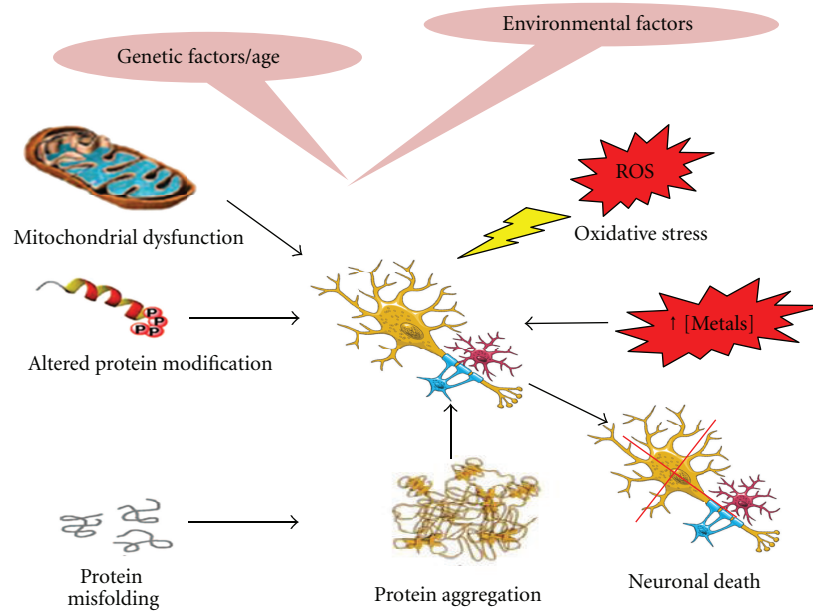 Environmental factors
Genetic factors/age
ROS
Mitochondrial dysfunction
Oxidative stress
P
P
P
P
↑ [Metals]
Altered protein modification
Protein
misfolding
Protein aggregation
Neuronal death